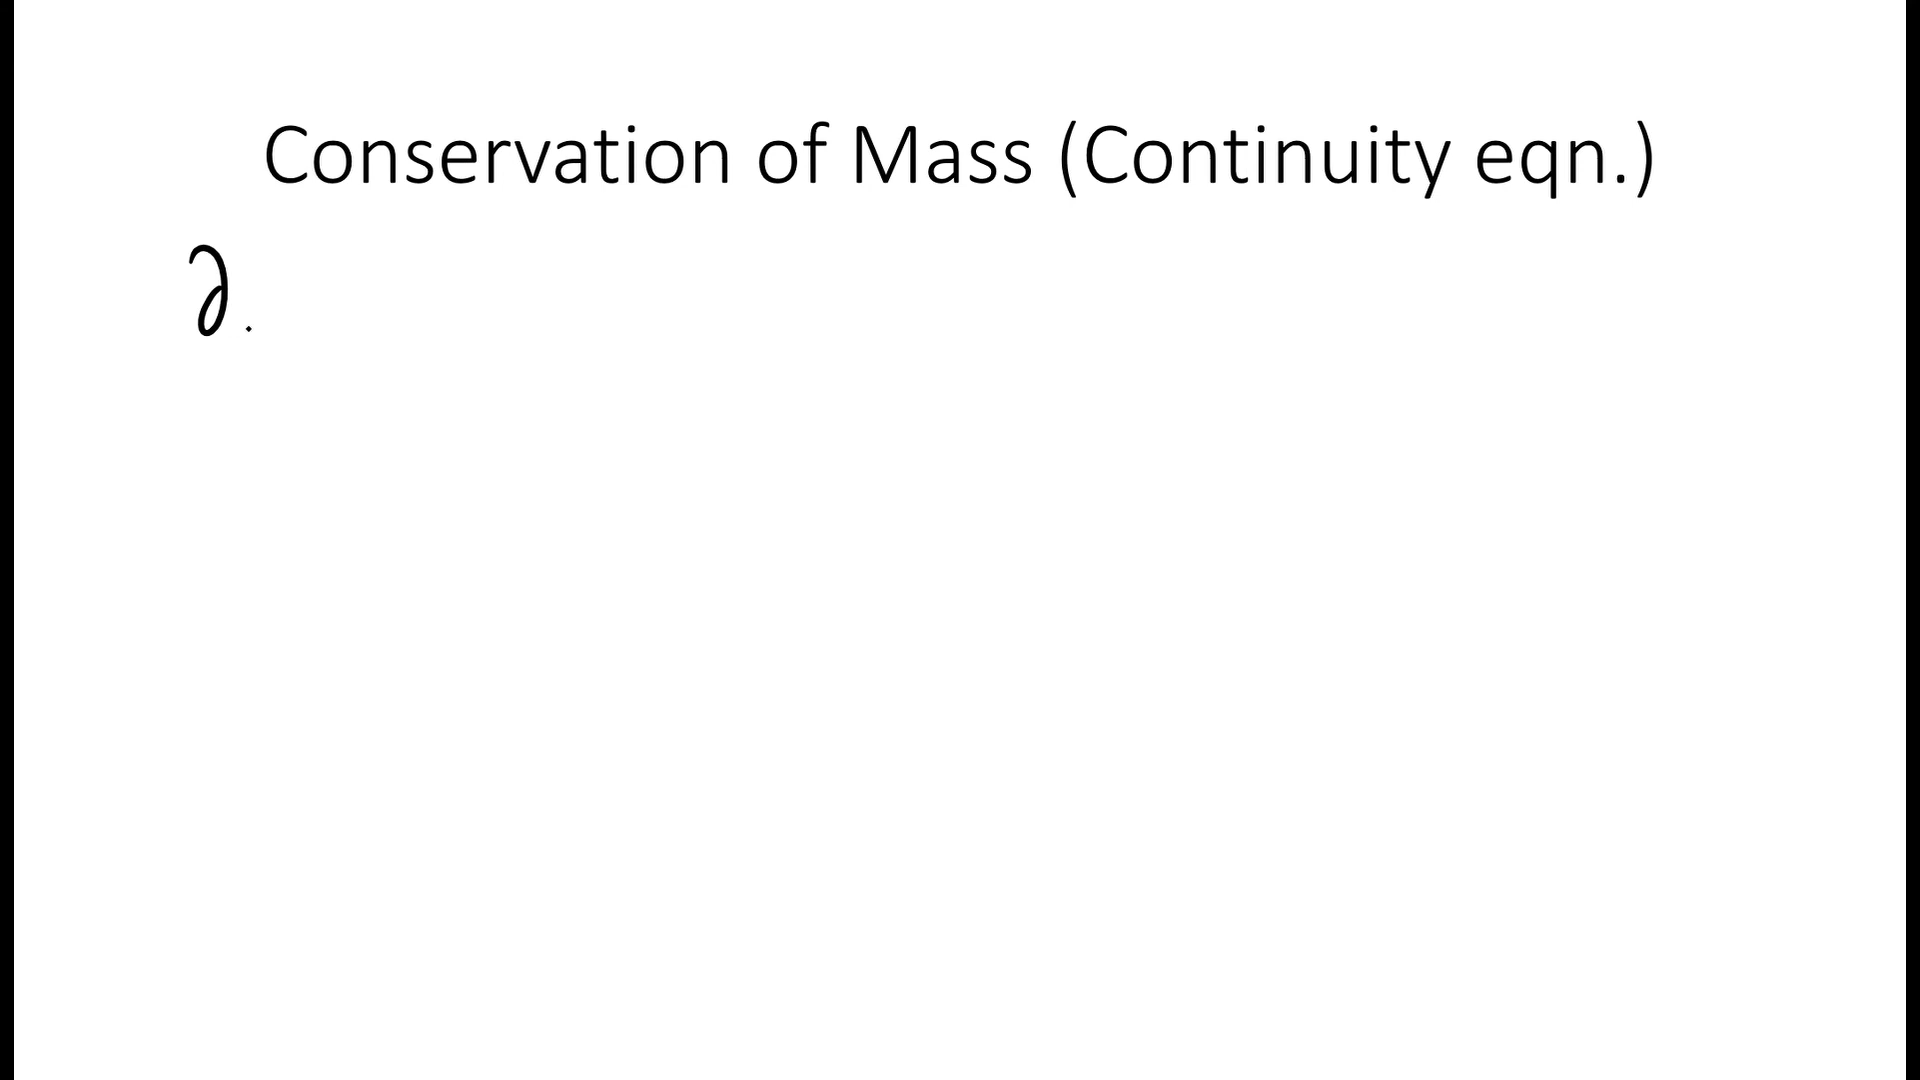 Conservation of Mass (Continuity eqn.)
∂.